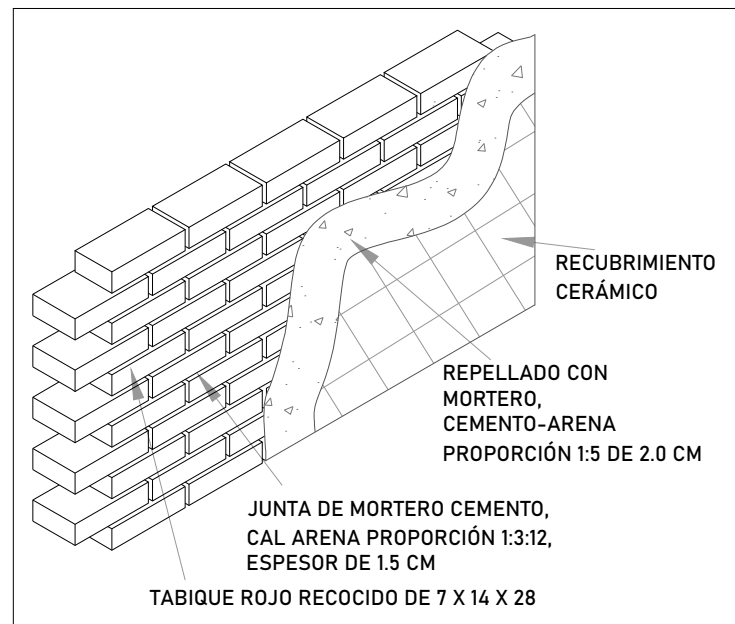 RECUBRIMIENTO
CERÁMICO
REPELLADO CON
MORTERO,
CEMENTO-ARENA
PROPORCIÓN 1:5 DE 2.0 CM
JUNTA DE MORTERO CEMENTO,
CAL ARENA PROPORCIÓN 1:3:12,
ESPESOR DE 1.5 CM
TABIQUE ROJO RECOCIDO DE 7 X 14 X 28